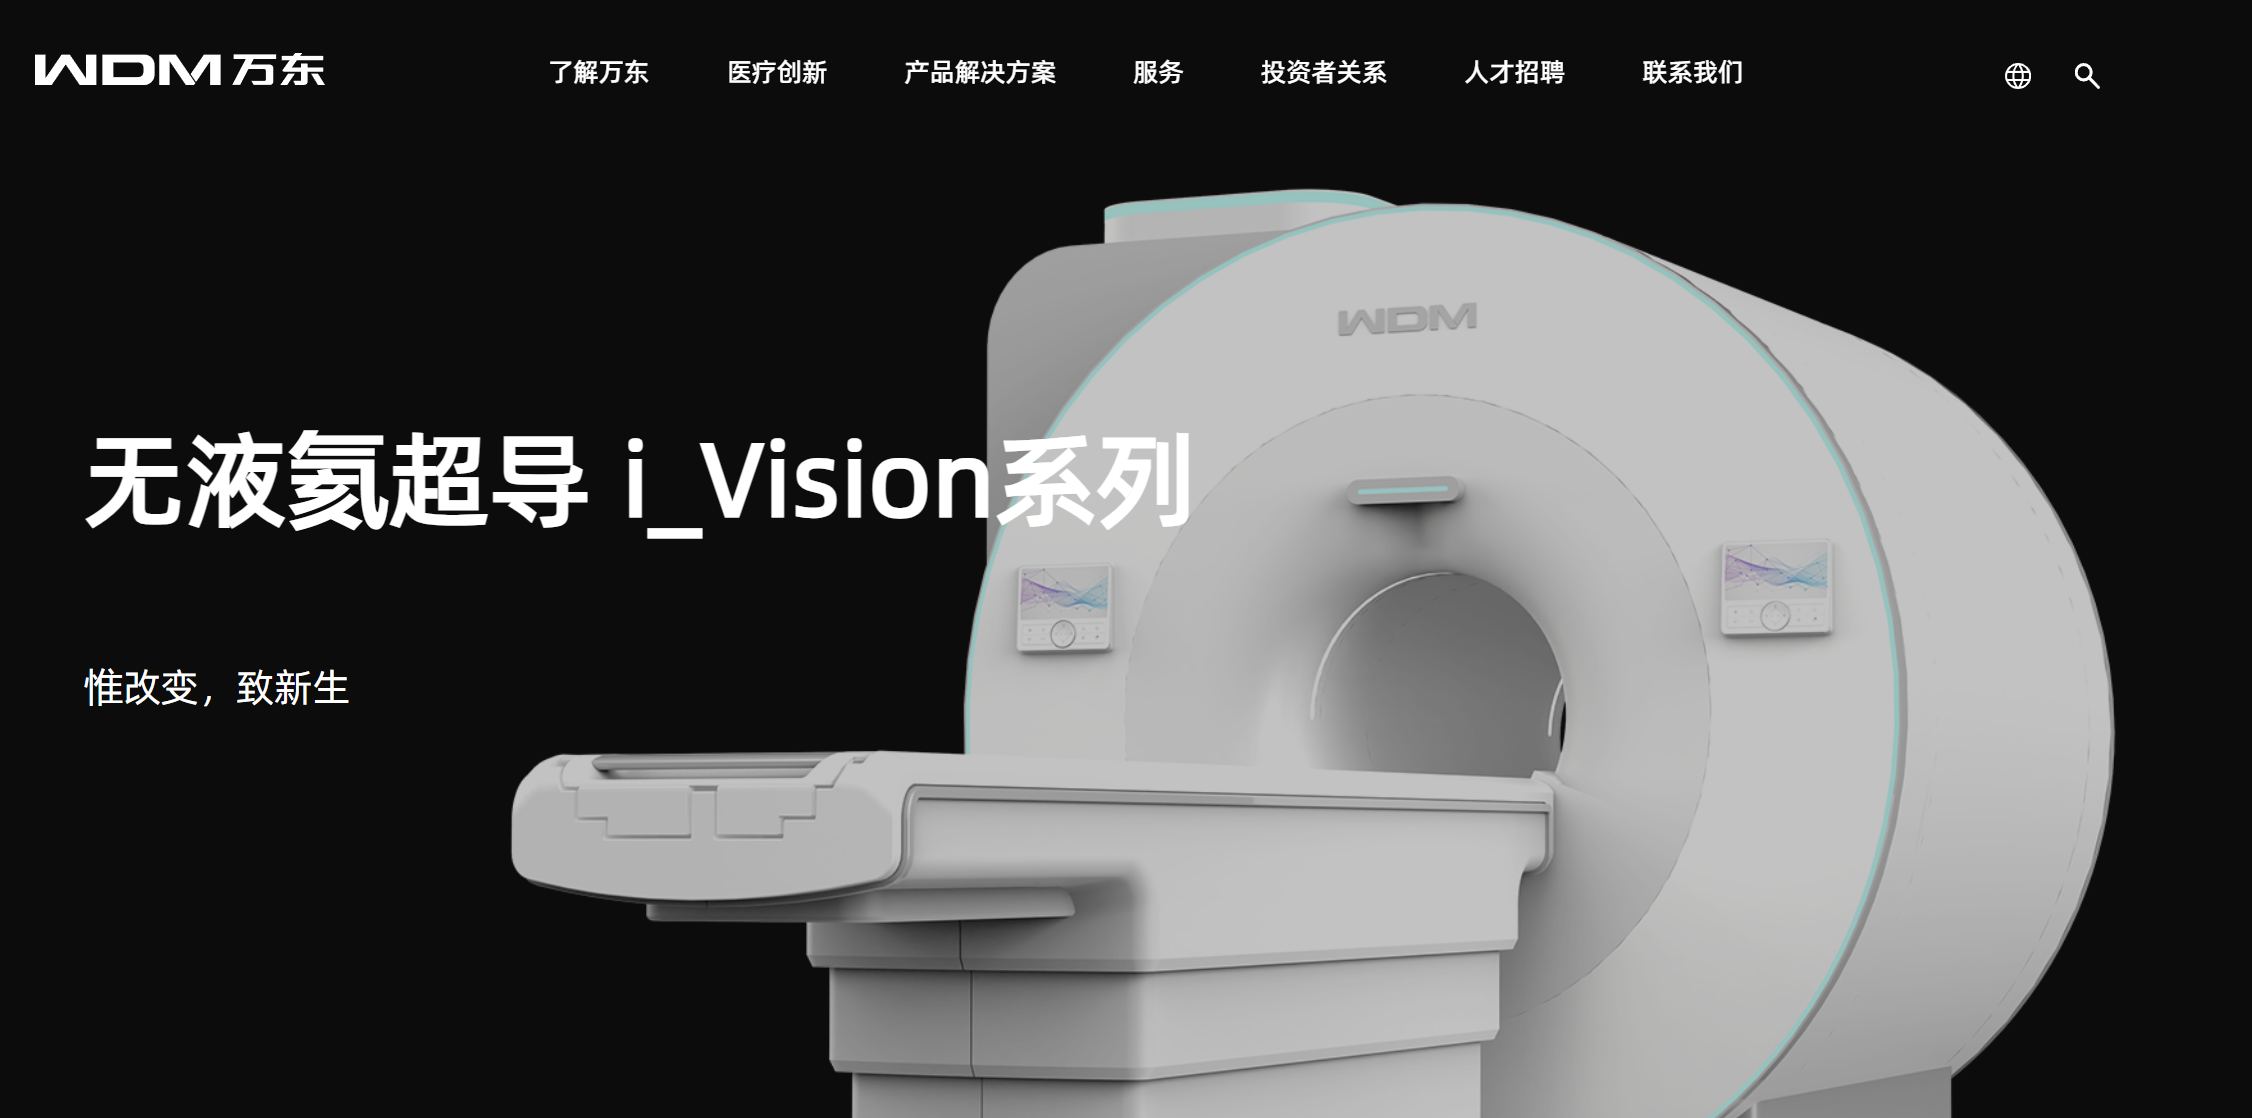 WDM 万东
了解万东 医疗创新 产品解决方案 服务 投资者关系 人才招聘 联系我们
WDM
无液氦超导 i_Vision系列
惟改变，致新生